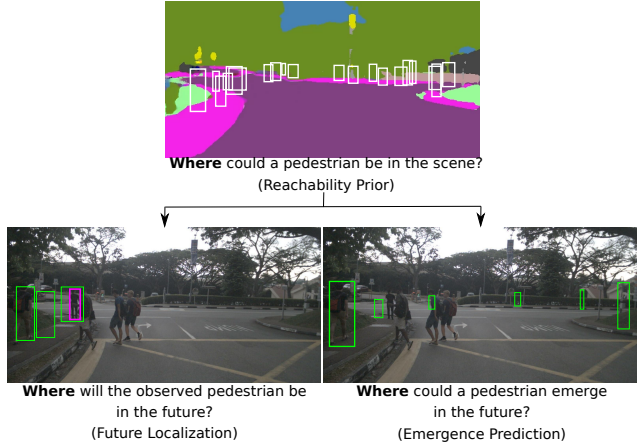 Where could a pedestrian be in the scene?
(Reachability Prior)
Where will the observed pedestrian be
in the future?
(Future Localization)
Where could a pedestrian emerge
in the future?
(Emergence Prediction)